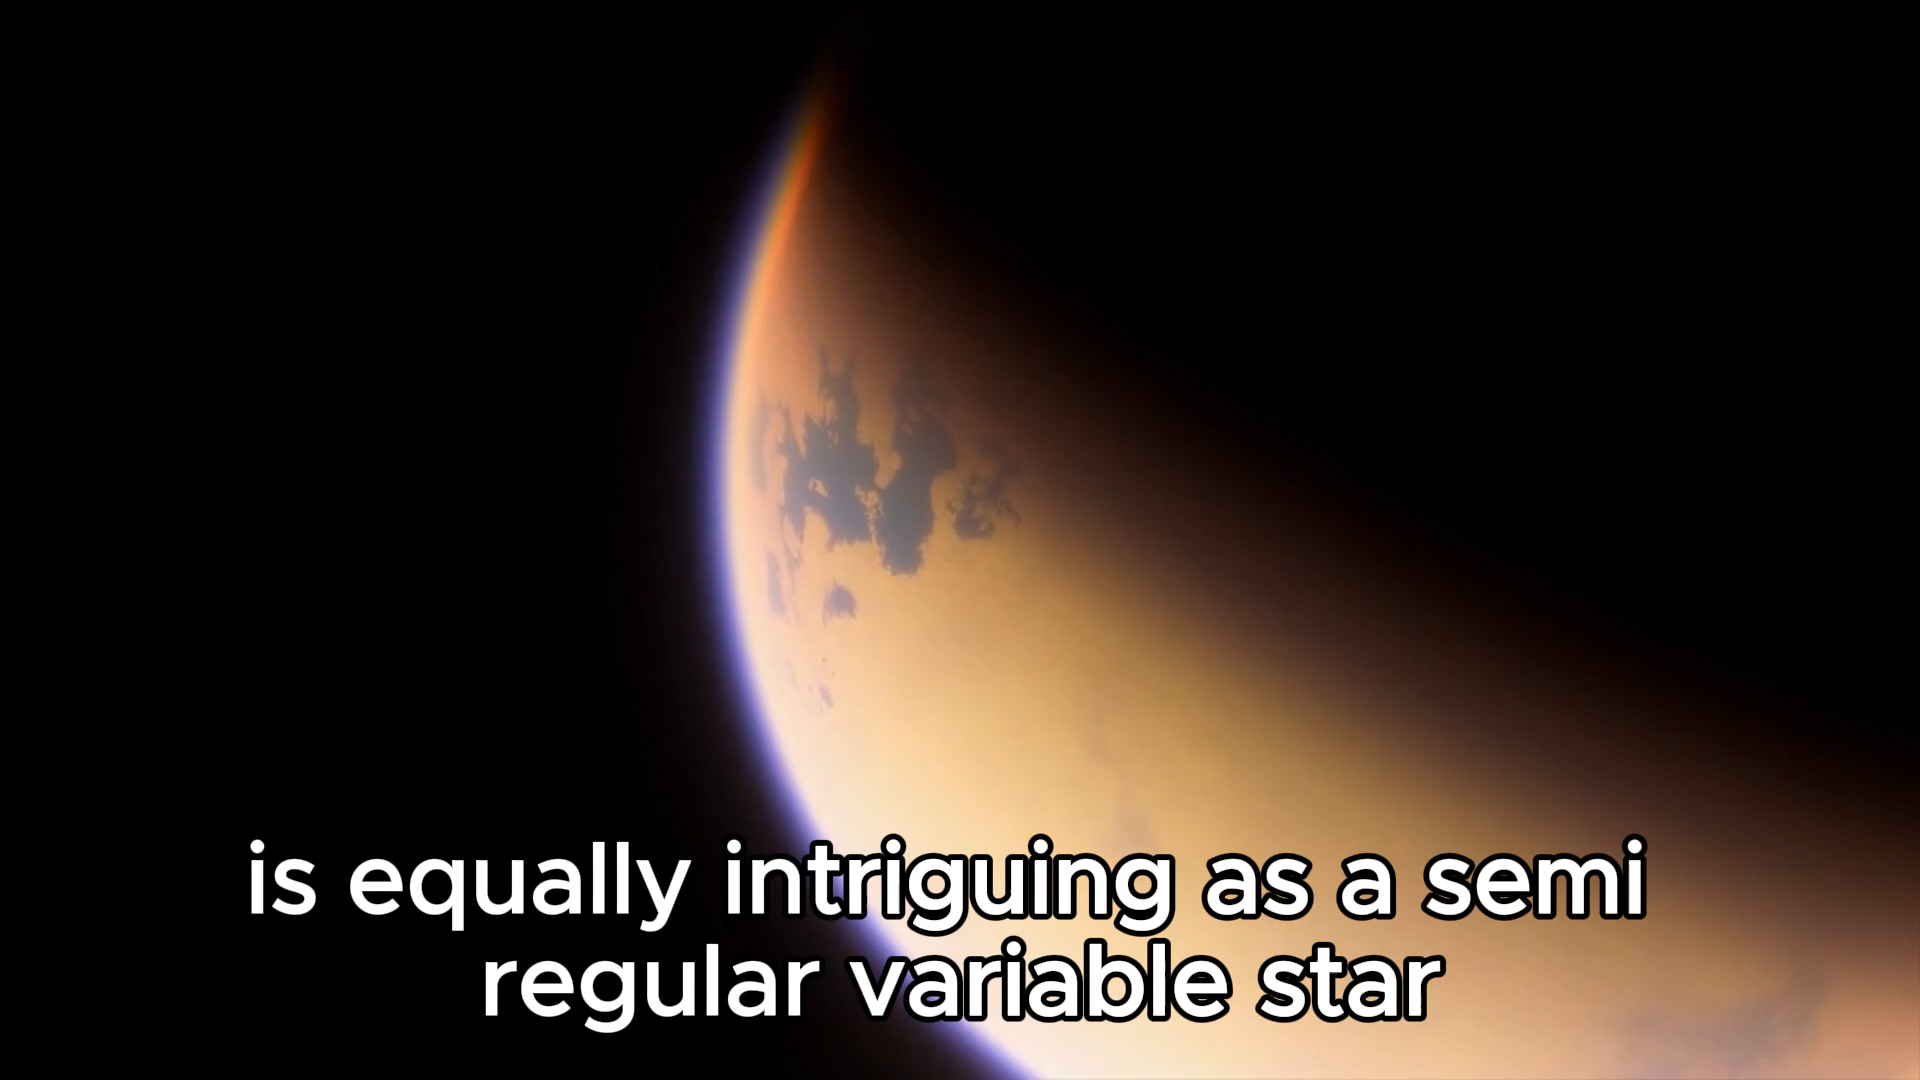 is equally intriguing as a semi
regular variable star